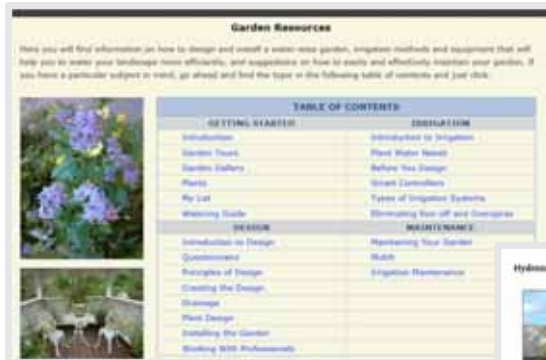 Garden Resources
Here you will find information on how to design and install a water-wise garden, irrigation methods and equipment that will
help you to water your landscape more efficiently, and suggestions on how to easily and effectively maintain your garden. If
you have a particular subject in mind, go ahead and find the topic in the following table of contents and just click.
TABLE OF CONTENTS
GETTING STARTED IRRIGATION
Introduction Introduction to Irrigation
Garden Tours Plant Water Needs
Garden Gallery Before You Design
Plants Smart Controllers
My List Types of Irrigation Systems
Watering Guide Eliminating Run-off and Overspray
DESIGN MAINTENANCE
Introduction to Design Maintaining Your Garden
Questionnaire Mulch
Principles of Design Irrigation Maintenance
Creating the Design
Drainage
Plant Design
Installing the Garden
Working With Professionals